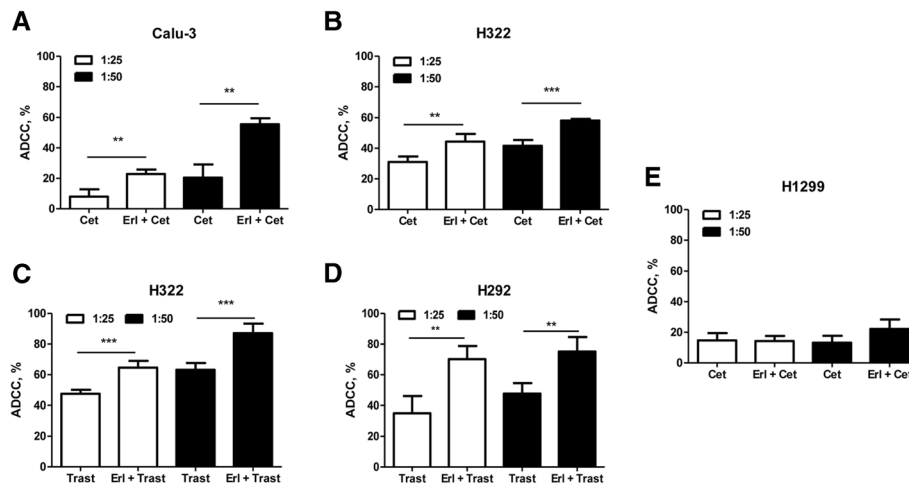 A
Calu-3
ADCC, %
100
80
60
40
20
0
1:25
1:50
**
**
Cet
Erl + Cet
Cet
Erl + Cet
B
H322
ADCC, %
100
80
60
40
20
0
1:25
1:50
**
***
Cet
Erl + Cet
Cet
Erl + Cet
C
H322
ADCC, %
100
80
60
40
20
0
1:25
1:50
***
***
Trast
Erl + Trast
Trast
Erl + Trast
D
H292
ADCC, %
100
80
60
40
20
0
1:25
1:50
**
**
Trast
Erl + Trast
Trast
Erl + Trast
E
H1299
ADCC, %
100
80
60
40
20
0
1:25
1:50
Cet
Erl + Cet
Cet
Erl + Cet